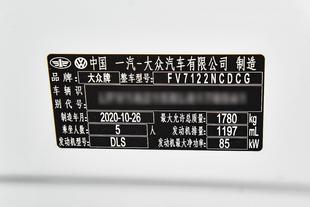 中国 一汽-大众汽车有限公司 制造
品牌 大众牌 整车型号 FV7122NCDCG
车辆识别代号
制造年月 2020-10-26 最大允许总质量 1780 kg
乘坐人数 5 人 发动机排量 1197 mL
发动机型号 DLS 发动机最大净功率 85 kW